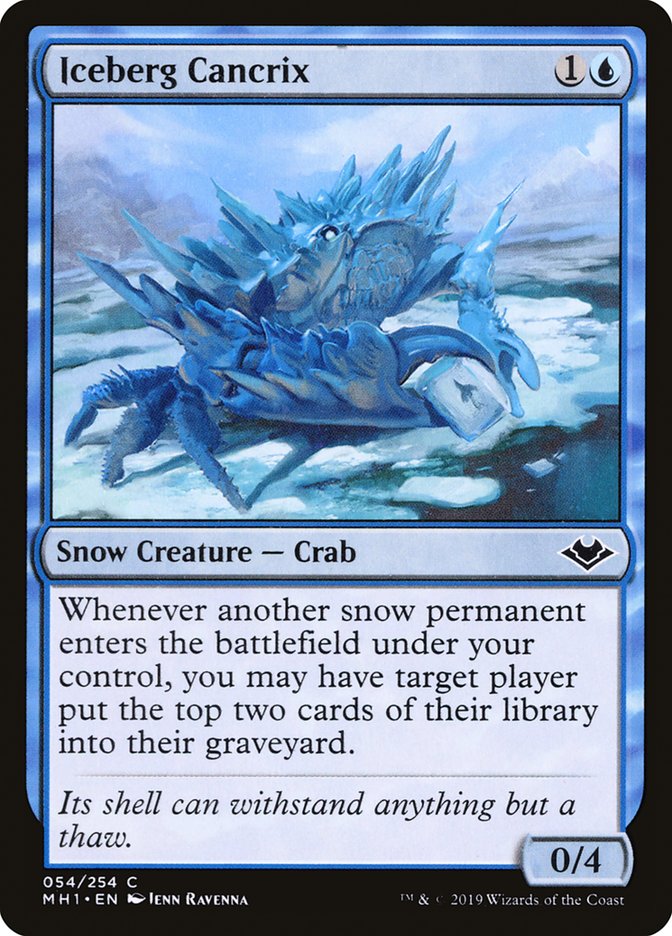 Iceberg Cancrix 1
Snow Creature — Crab
Whenever another snow permanent
enters the battlefield under your
control, you may have target player
put the top two cards of their library
into their graveyard.
Its shell can withstand anything but a
thaw.
0/4
054/254 C
MH1 • EN Jenn Ravenna
™ & © 2019 Wizards of the Coast